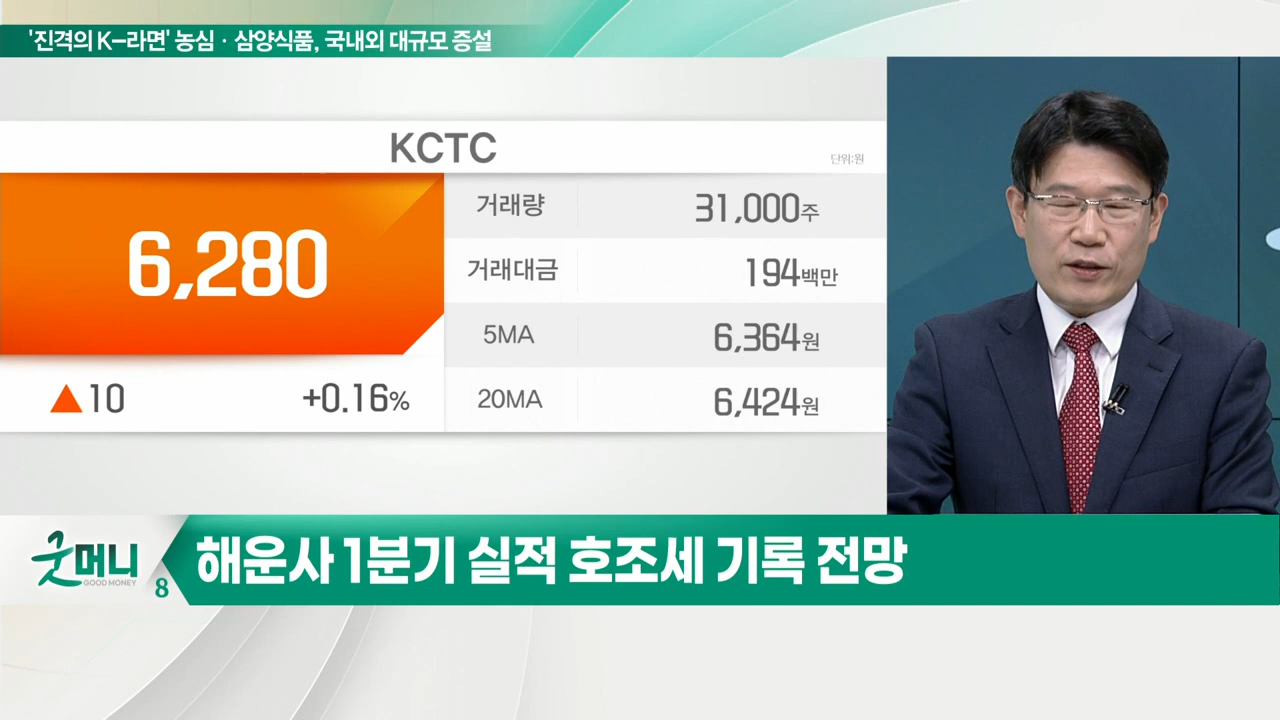 '진격의 K-라면' 농심 · 삼양식품, 국내외 대규모 증설
KCTC
단위:원
6,280
▲10 +0.16%
거래량 31,000주
거래대금 194백만
5MA 6,364원
20MA 6,424원
굿머니
GOOD MONEY
8
해운사 1분기 실적 호조세 기록 전망